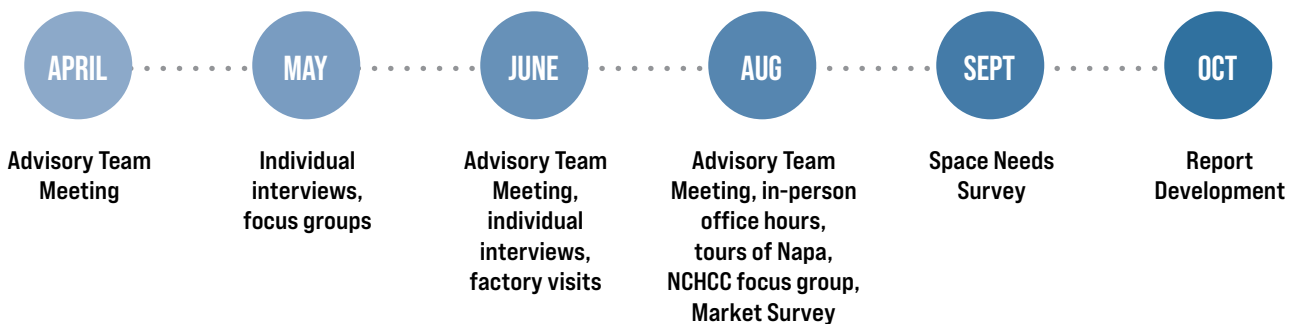 APRIL
MAY
JUNE
AUG
SEPT
OCT
Advisory Team
Meeting
Individual
interviews,
focus groups
Advisory Team
Meeting,
individual
interviews,
factory visits
Advisory Team
Meeting, in-person
office hours,
tours of Napa,
NCHCC focus group,
Market Survey
Space Needs
Survey
Report
Development